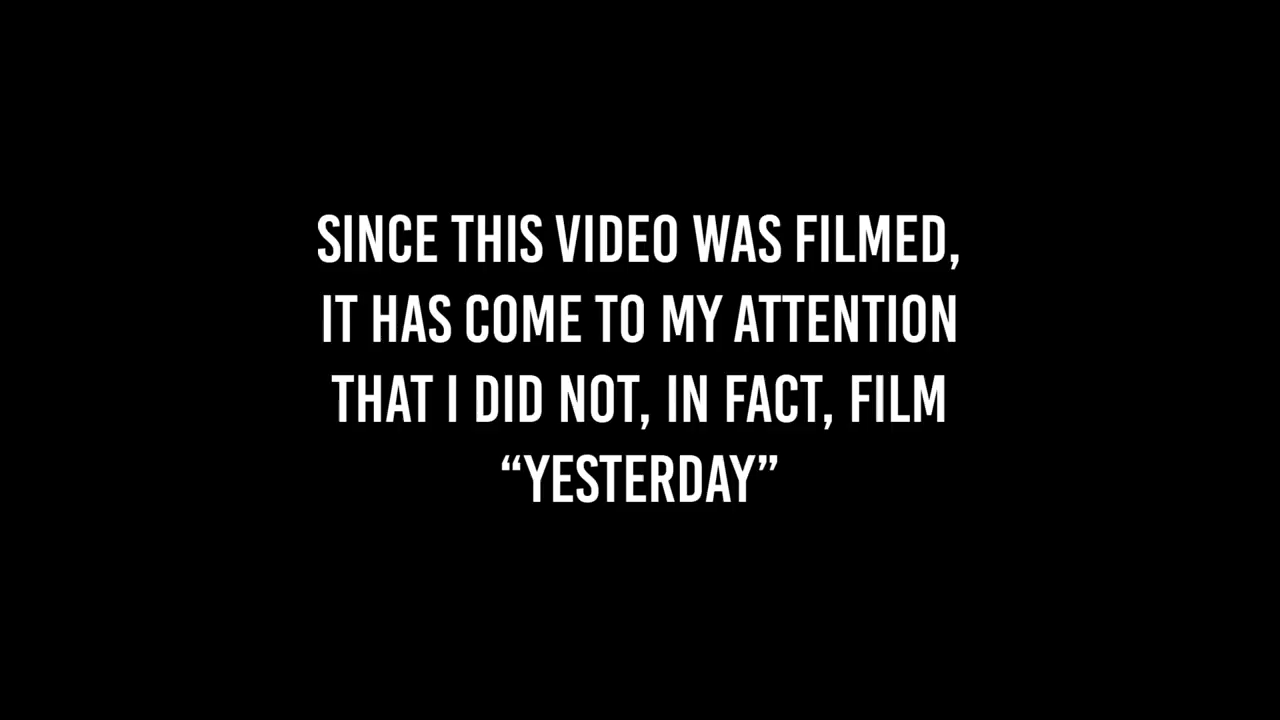 SINCE THIS VIDEO WAS FILMED,
IT HAS COME TO MY ATTENTION
THAT I DID NOT, IN FACT, FILM
“YESTERDAY”